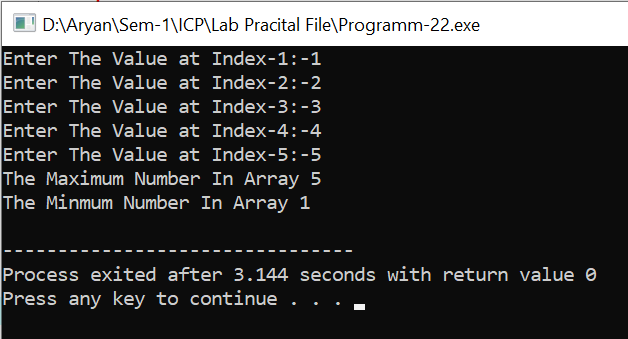 D:\Aryan\Sem-1\ICP\Lab Pracital File\Programm-22.exe
Enter The Value at Index-1:-1
Enter The Value at Index-2:-2
Enter The Value at Index-3:-3
Enter The Value at Index-4:-4
Enter The Value at Index-5:-5
The Maximum Number In Array 5
The Minmum Number In Array 1
--------------------------------
Process exited after 3.144 seconds with return value 0
Press any key to continue . . .